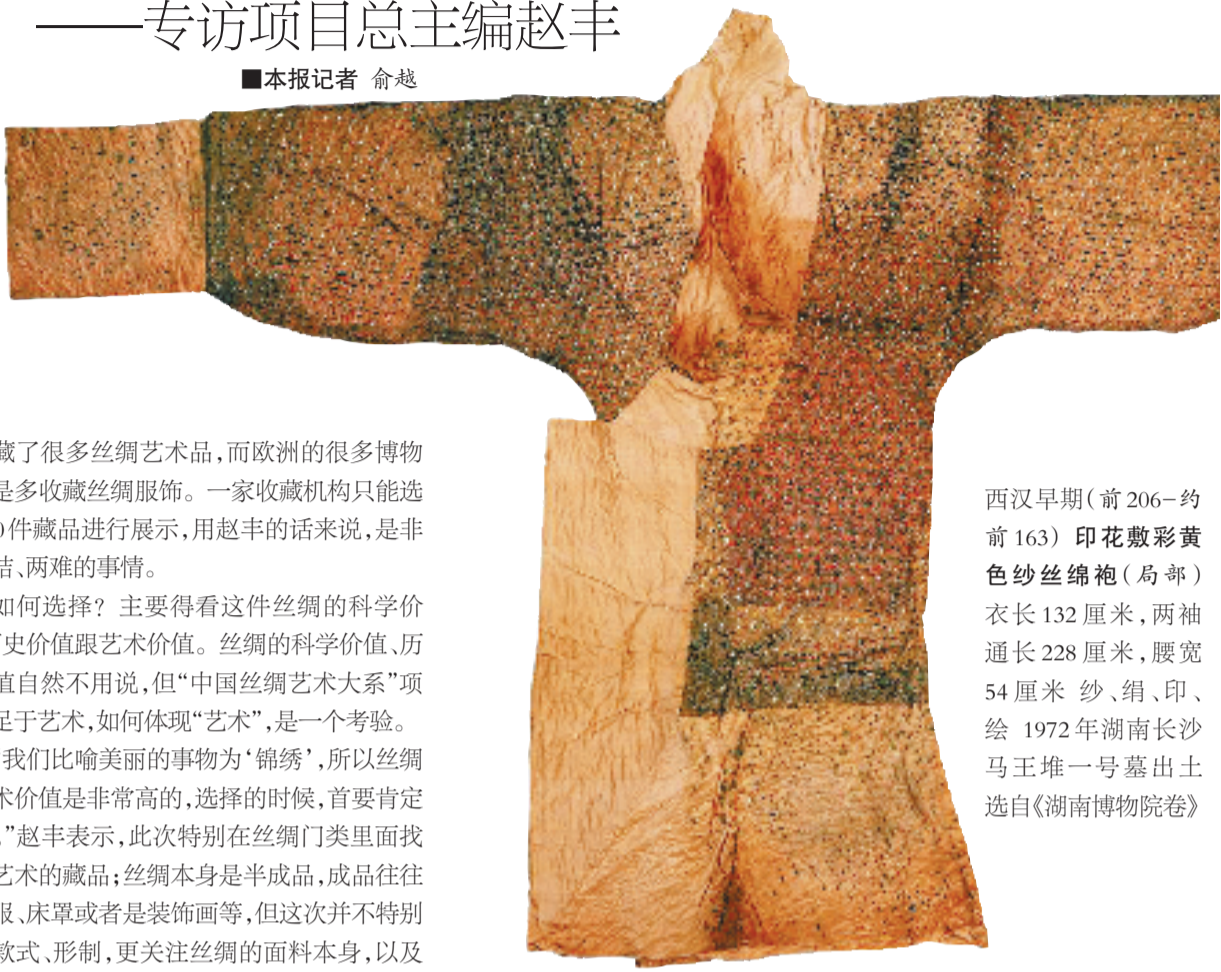 ——专访项目总主编赵丰
■本报记者 俞越
藏了很多丝绸艺术品,而欧洲的很多博物
是多收藏丝绸服饰。一家收藏机构只能选
0件藏品进行展示,用赵丰的话来说,是非
结、两难的事情。
如何选择?主要得看这件丝绸的科学价
历史价值跟艺术价值。丝绸的科学价值、历
值自然不用说,但“中国丝绸艺术大系”项
足于艺术,如何体现“艺术”,是一个考验。
我们比喻美丽的事物为‘锦绣’,所以丝绸
术价值是非常高的,选择的时候,首要肯定
。”赵丰表示,此次特别在丝绸门类里面找
艺术的藏品;丝绸本身是半成品,成品往往
服、床罩或者是装饰画等,但这次并不特别
款式、形制,更关注丝绸的面料本身,以及
西汉早期(前206-约
前163) 印花敷彩黄
色纱丝绵袍(局部)
衣长132厘米,两袖
通长228厘米,腰宽
54厘米 纱、绢、印、
绘 1972年湖南长沙
马王堆一号墓出土
选自《湖南博物院卷》